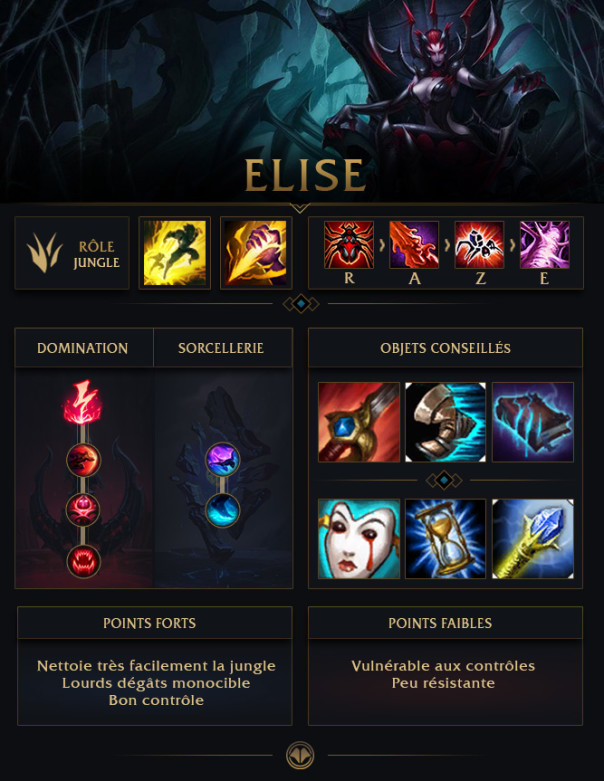 ELISE
RÔLE
JUNGLE
R A Z E
DOMINATION
SORCELLERIE
OBJETS CONSEILLÉS
POINTS FORTS
Nettoie très facilement la jungle
Lourds dégâts monocible
Bon contrôle
POINTS FAIBLES
Vulnérable aux contrôles
Peu résistante